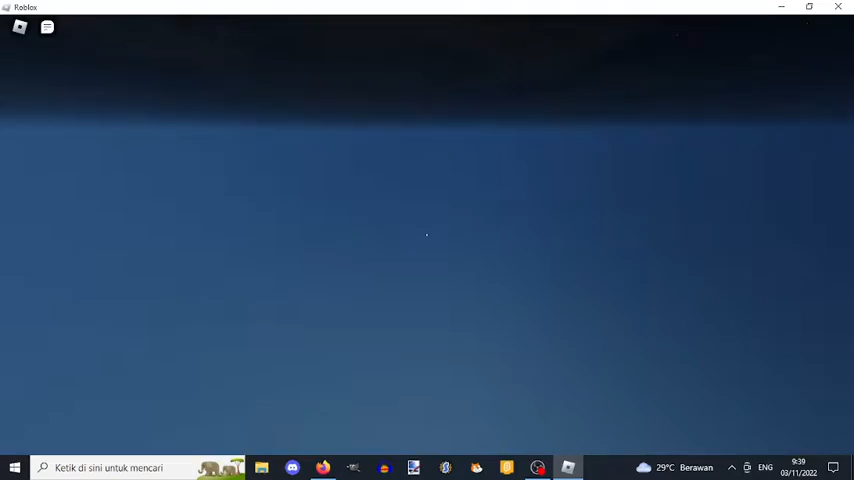 Roblox
Ketik di sini untuk mencari
29°C Berawan
ENG
9:39
03/11/2022